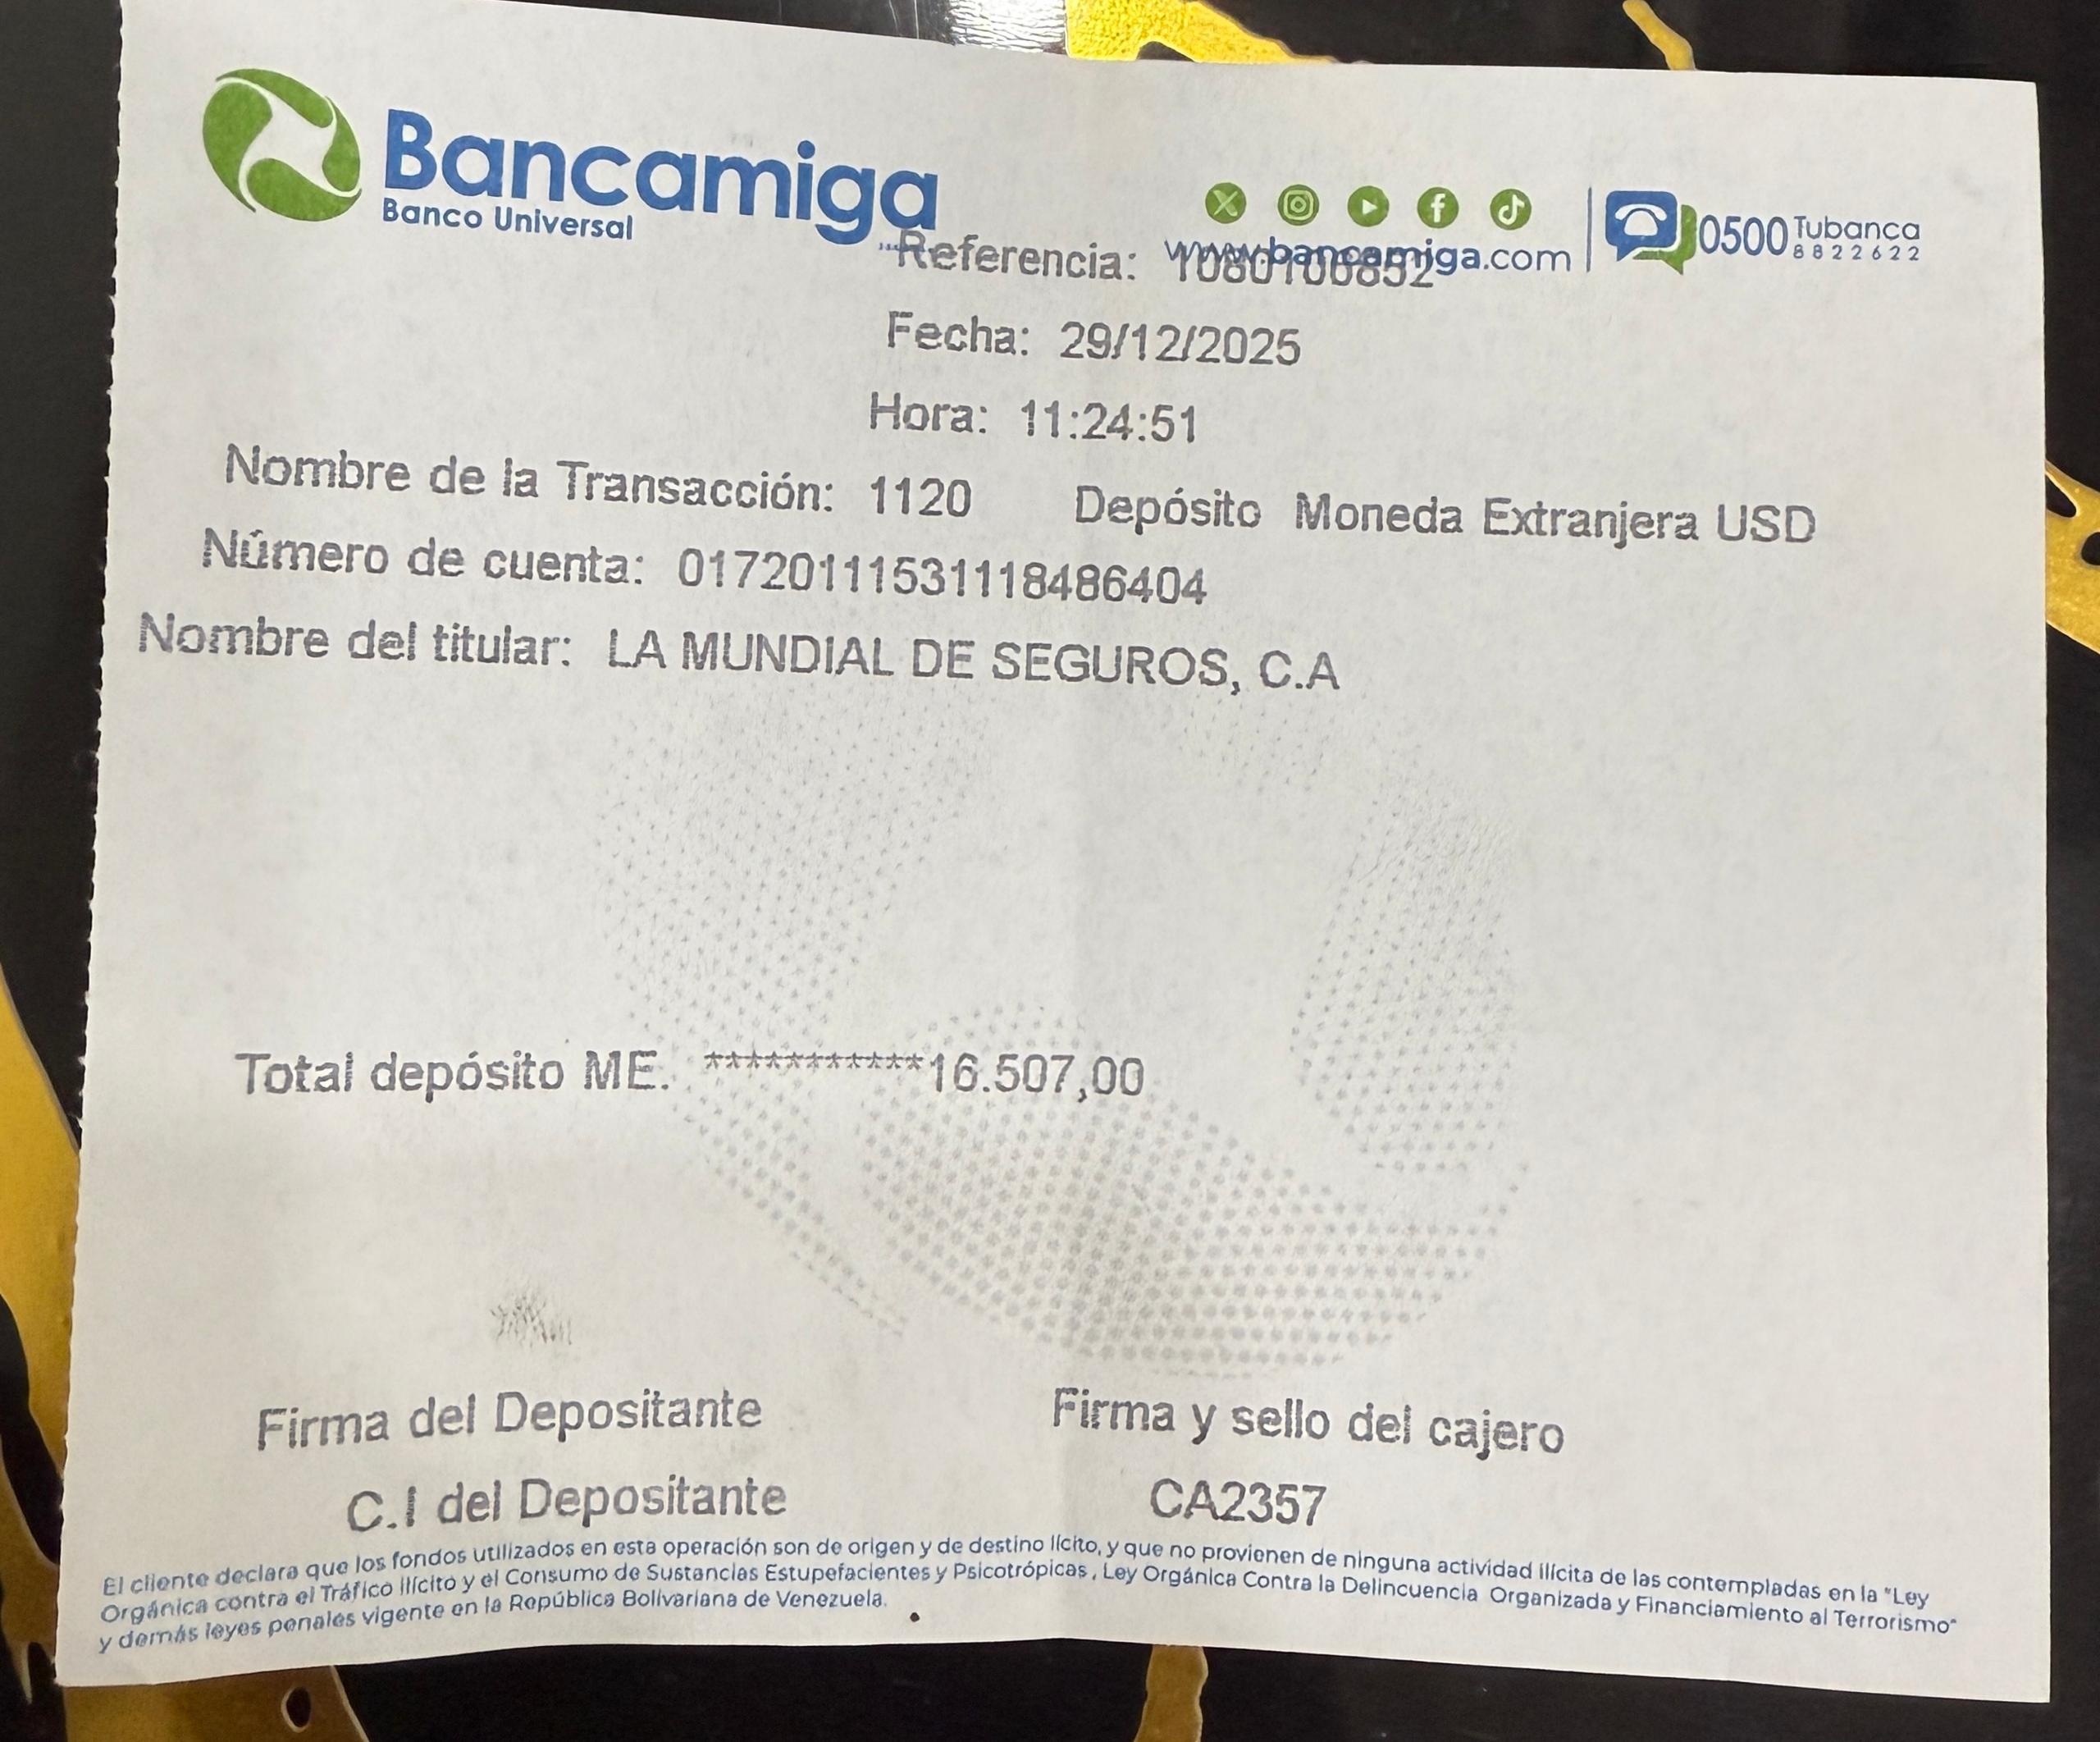 Bancamiga
Banco Universal
www.bancamiga.com
0500 Tubanca
8822622
Referencia:
Fecha: 29/12/2025
Hora: 11:24:51
Nombre de la Transacción: 1120 Depósito Moneda Extranjera USD
Número de cuenta: 01720111531118486404
Nombre del titular: LA MUNDIAL DE SEGUROS, C.A
Total depósito ME. ***********16.507,00
Firma del Depositante Firma y sello del cajero
C.I del Depositante CA2357
El cliente declara que los fondos utilizados en esta operación son de origen y de destino lícito, y que no provienen de ninguna actividad ilícita de las contempladas en la "Ley
Orgánica contra el Tráfico Ilícito y el Consumo de Sustancias Estupefacientes y Psicotrópicas , Ley Orgánica Contra la Delincuencia Organizada y Financiamiento al Terrorismo"
y demás leyes penales vigente en la República Bolivariana de Venezuela.